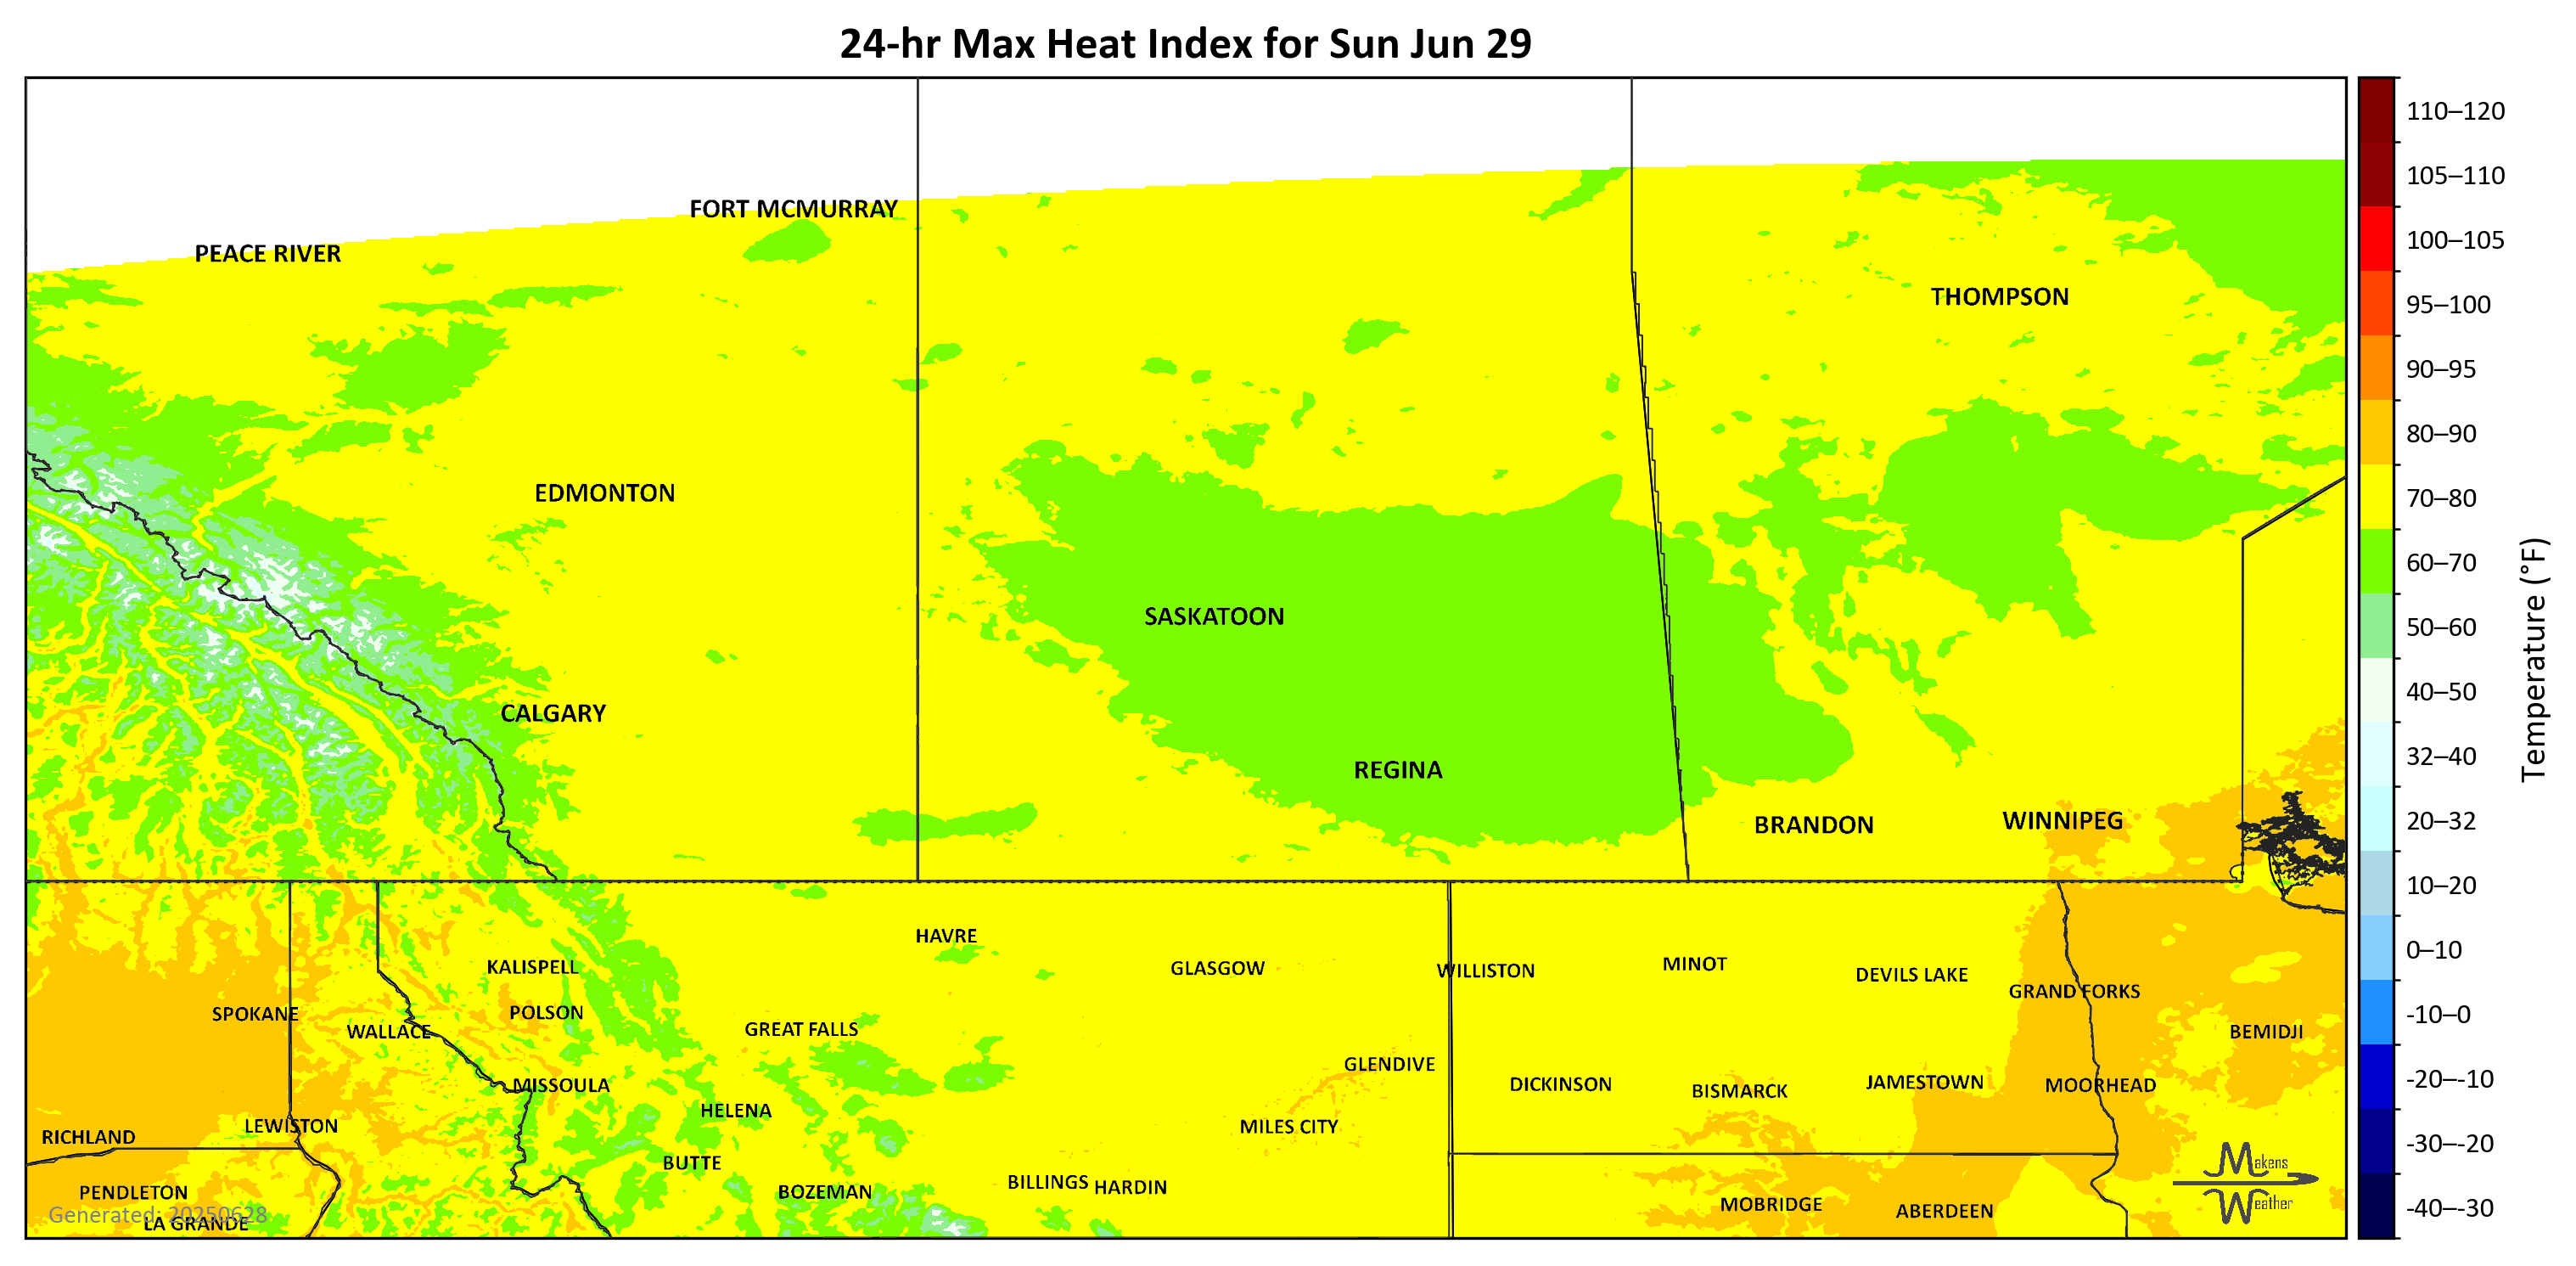 24-hr Max Heat Index for Sun Jun 29
FORT MCMURRAY
PEACE RIVER
THOMPSON
EDMONTON
SASKATOON
CALGARY
REGINA
BRANDON
WINNIPEG
HAVRE
KALISPELL
GLASGOW
WILLISTON
MINOT
DEVILS LAKE
GRAND FORKS
SPOKANE
POLSON
WALLACE
GREAT FALLS
BEMIDJI
GLENDIVE
MISSOULA
DICKINSON
BISMARCK
JAMESTOWN
MOORHEAD
HELENA
LEWISTON
MILES CITY
RICHLAND
BUTTE
BILLINGS
HARDIN
PENDLETON
BOZEMAN
MOBRIDGE
ABERDEEN
Generated: 20250628
LA GRANDE
Makens
Weather
110–120
105–110
100–105
95–100
90–95
80–90
70–80
60–70
50–60
40–50
32–40
20–32
10–20
0–10
-10–0
-20–-10
-30–-20
-40–-30
Temperature (°F)